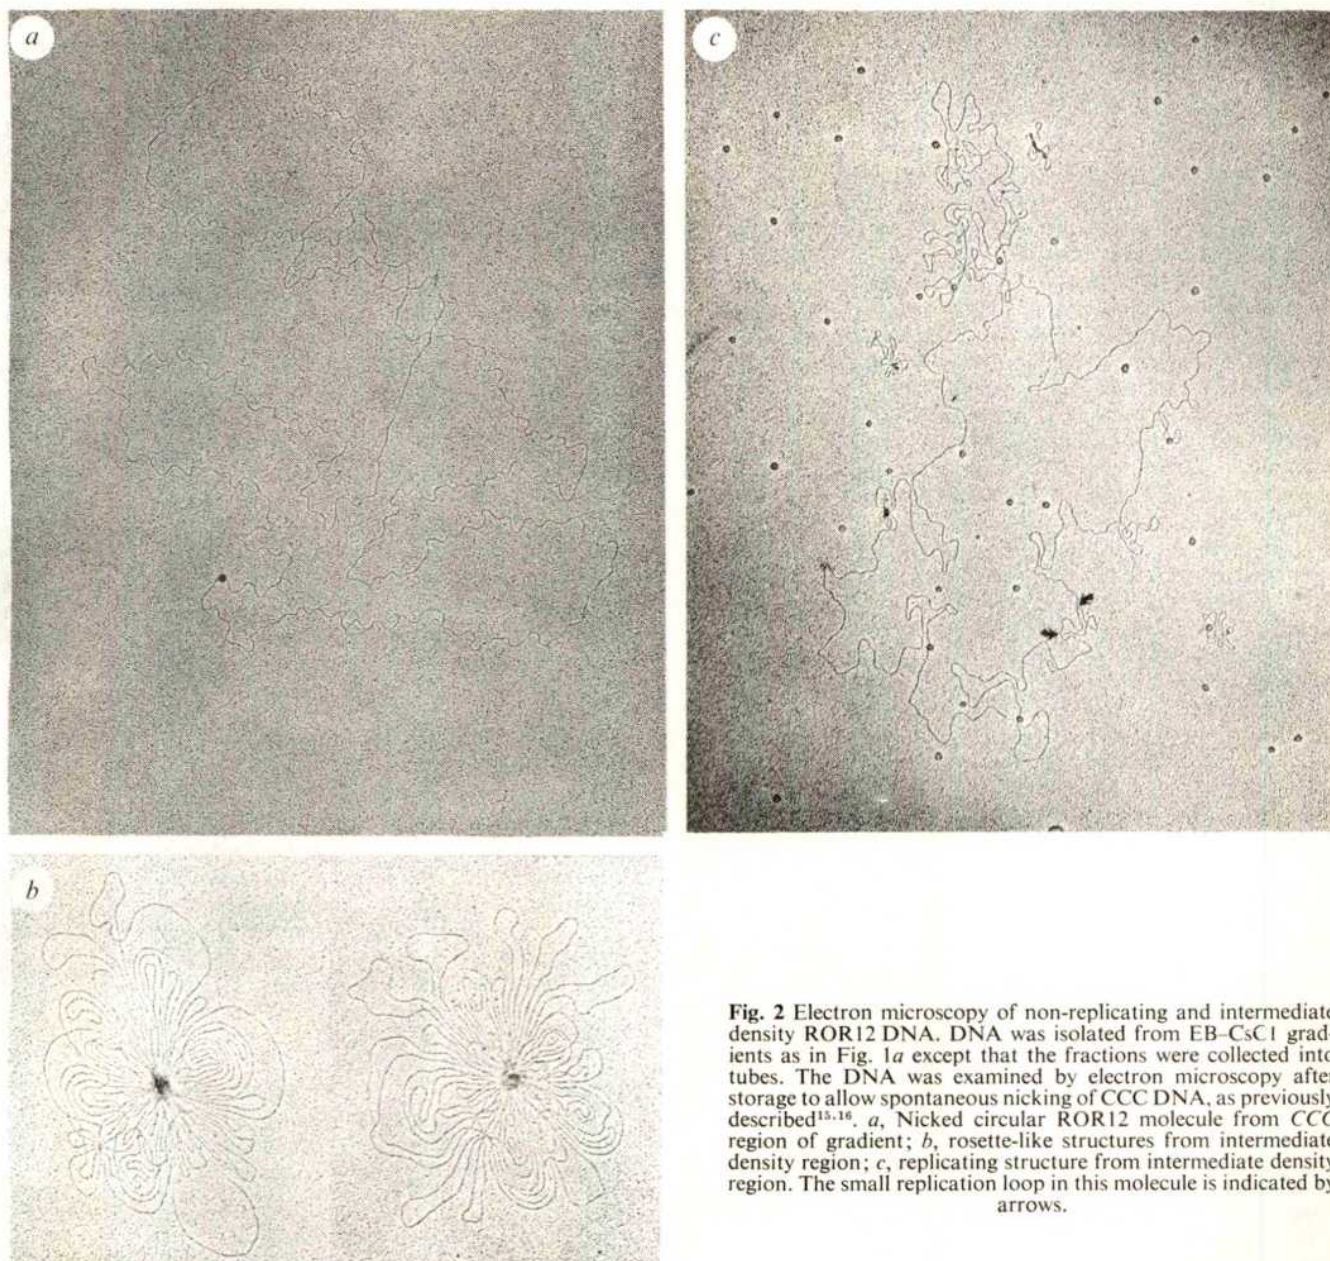 a
c
b
Fig. 2 Electron microscopy of non-replicating and intermediate
density ROR12 DNA. DNA was isolated from EB–CsCl grad-
ients as in Fig. 1a except that the fractions were collected into
tubes. The DNA was examined by electron microscopy after
storage to allow spontaneous nicking of CCC DNA, as previously
described15,16. a, Nicked circular ROR12 molecule from CCC
region of gradient; b, rosette-like structures from intermediate
density region; c, replicating structure from intermediate density
region. The small replication loop in this molecule is indicated by
arrows.